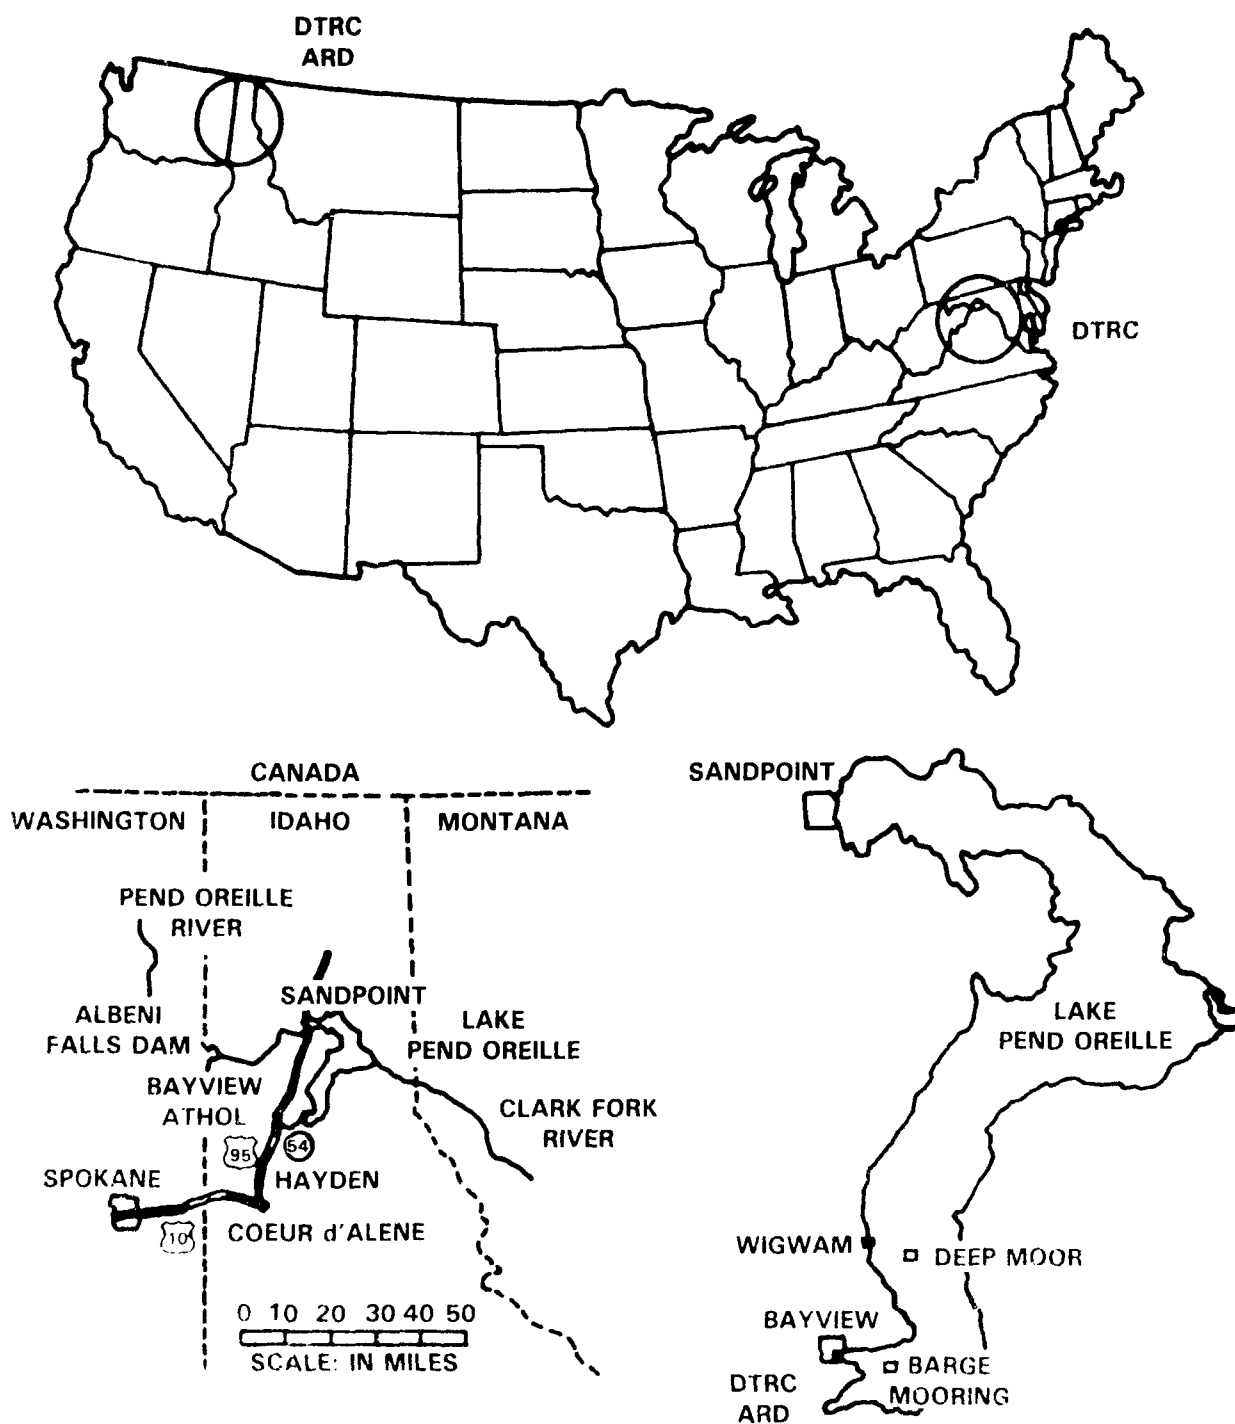 DTRC
ARD
DTRC
CANADA
WASHINGTON
IDAHO
MONTANA
PEND OREILLE
RIVER
SANDPOINT
ALBENI
FALLS DAM
LAKE
PEND OREILLE
BAYVIEW
ATHOL
CLARK FORK
RIVER
95
54
SPOKANE
HAYDEN
10
COEUR d'ALENE
0 10 20 30 40 50
SCALE: IN MILES
SANDPOINT
LAKE
PEND OREILLE
WIGWAM
DEEP MOOR
BAYVIEW
BARGE
MOORING
DTRC
ARD